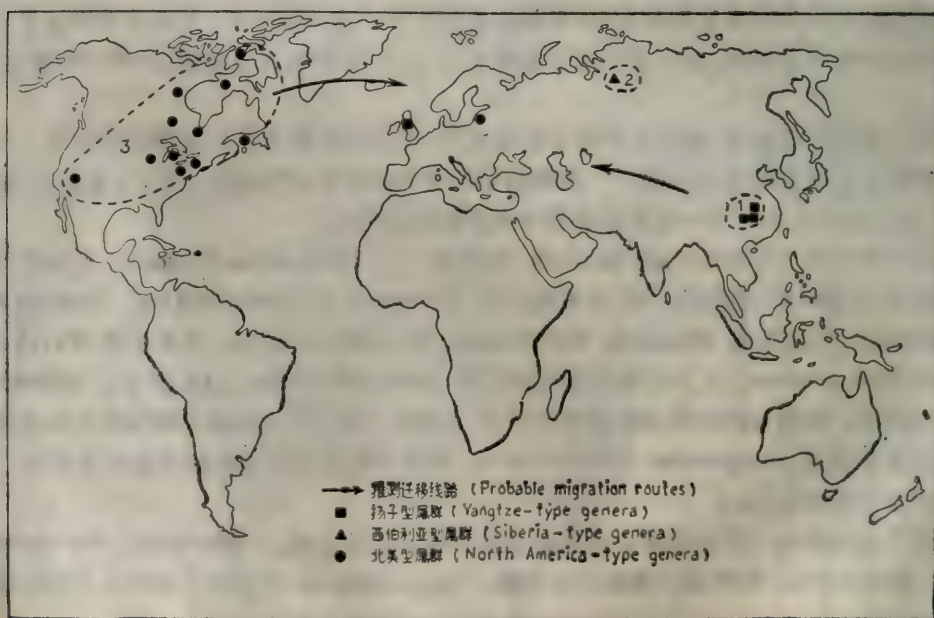 2
3
1
推测迁移线路 (Probable migration routes)
扬子型属群 (Yangtze-type genera)
西伯利亚型属群 (Siberia-type genera)
北美型属群 (North America-type genera)